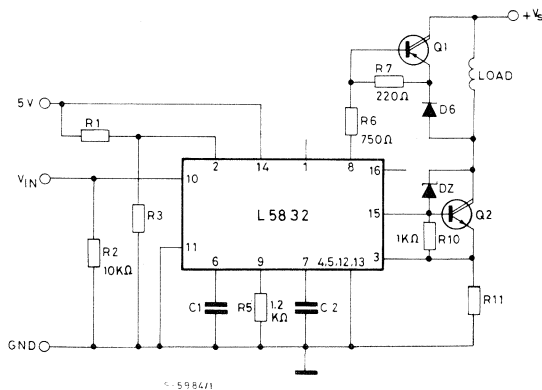 +Vs
Q1
R7
220Ω
LOAD
5V
R1
D6
R6
750Ω
2
14
1
8
16
VIN
10
DZ
L5832
15
Q2
R3
1KΩ
R10
R2
10KΩ
11
3
6
9
7
4,5,12,13
C1
R5
1.2
KΩ
C2
R11
GND
S-5984/1